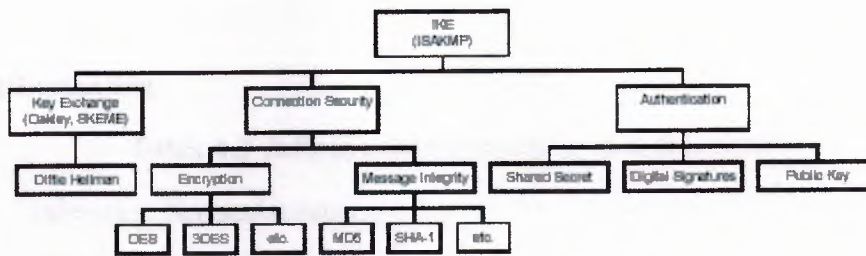 IKE
(ISAKMP)
Key Exchange
(Oakley, SKEME)
Connection Security
Authentication
Diffie Hellman
Encryption
Message Integrity
Shared Secret
Digital Signatures
Public Key
DES
3DES
etc.
MD5
SHA-1
etc.